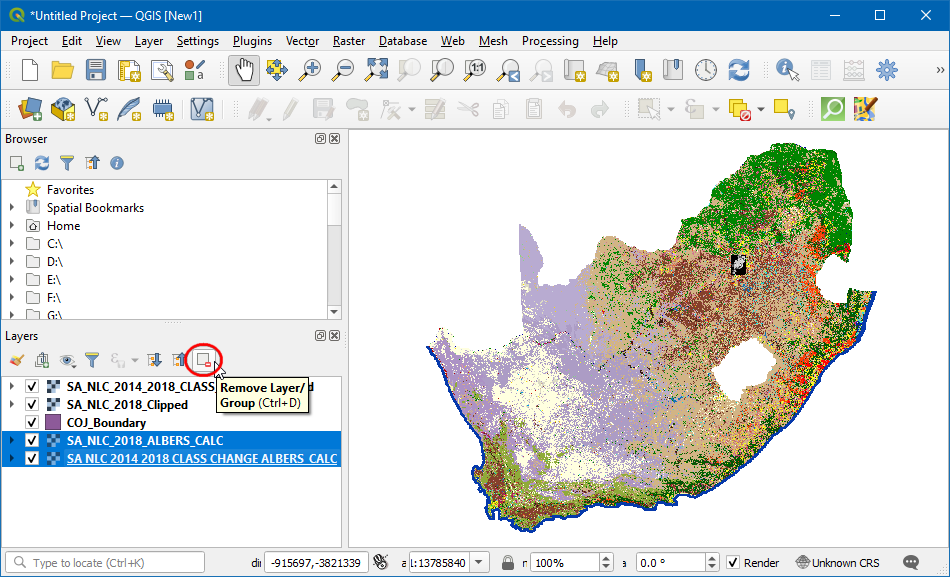 *Untitled Project — QGIS [New1]
Project Edit View Layer Settings Plugins Vector Raster Database Web Mesh Processing Help
1:1
a
»
Browser
Favorites
Spatial Bookmarks
Home
C:\
D:\
E:\
F:\
G:\
Layers
SA_NLC_2014_2018_CLASS d
Remove Layer/
Group (Ctrl+D)
SA_NLC_2018_Clipped
COJ_Boundary
SA_NLC_2018_ALBERS_CALC
SA NLC 2014 2018 CLASS CHANGE ALBERS_CALC
Type to locate (Ctrl+K) di -915697,-3821339 a 1:13785840 n 100% a 0.0 ° Render Unknown CRS